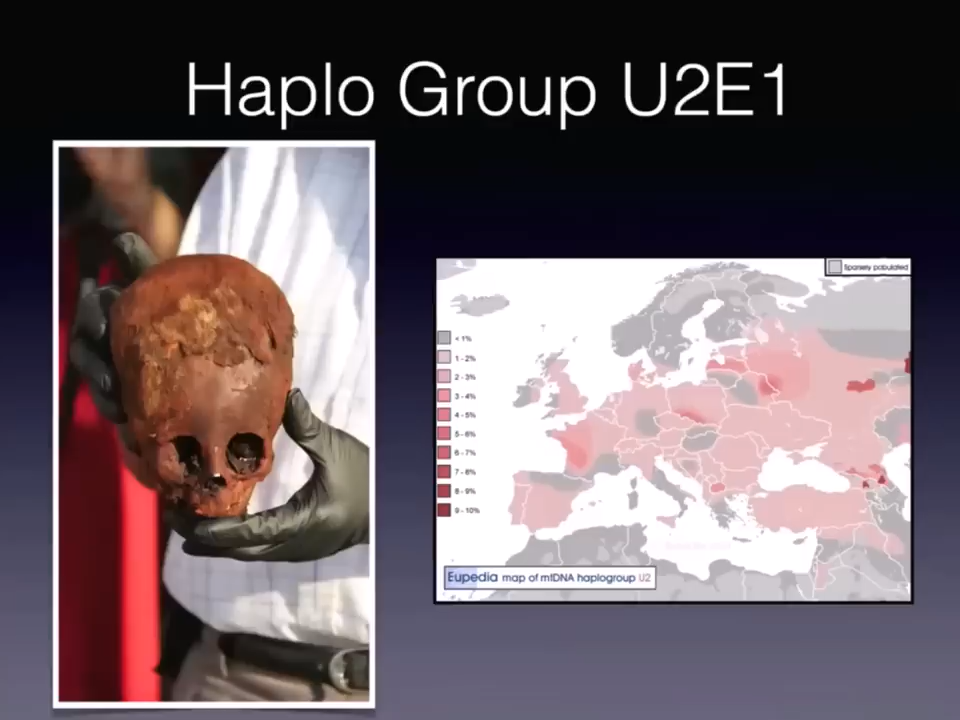 Haplo Group U2E1
Sparsely populated
< 1%
1 - 2%
2 - 3%
3 - 4%
4 - 5%
5 - 6%
6 - 7%
7 - 8%
8 - 9%
9 - 10%
Eupedia map of mtDNA haplogroup U2